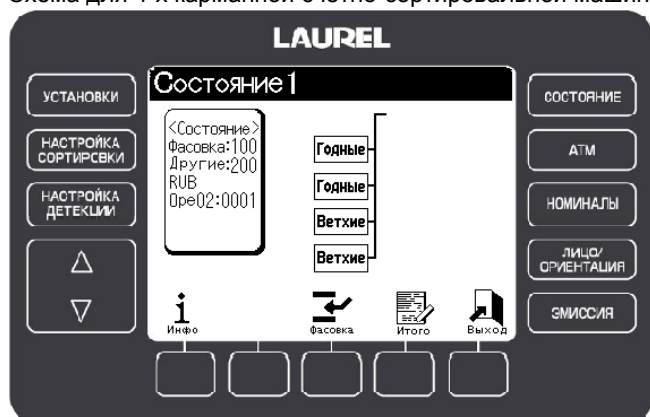 Схема для 4-х карманной счетно-сортировальной машин
LAUREL
УСТАНОВКИ
НАСТРОЙКА
СОРТИРОВКИ
НАСТРОЙКА
ДЕТЕКЦИИ
Состояние1
<Состояние>
Фасовка:100
Другие:200
RUB
Опе02:0001
Годные
Годные
Ветхие
Ветхие
Инфо
Фасовка
Итого
Выход
СОСТОЯНИЕ
АТМ
НОМИНАЛЫ
ЛИЦО/
ОРИЕНТАЦИЯ
ЭМИССИЯ